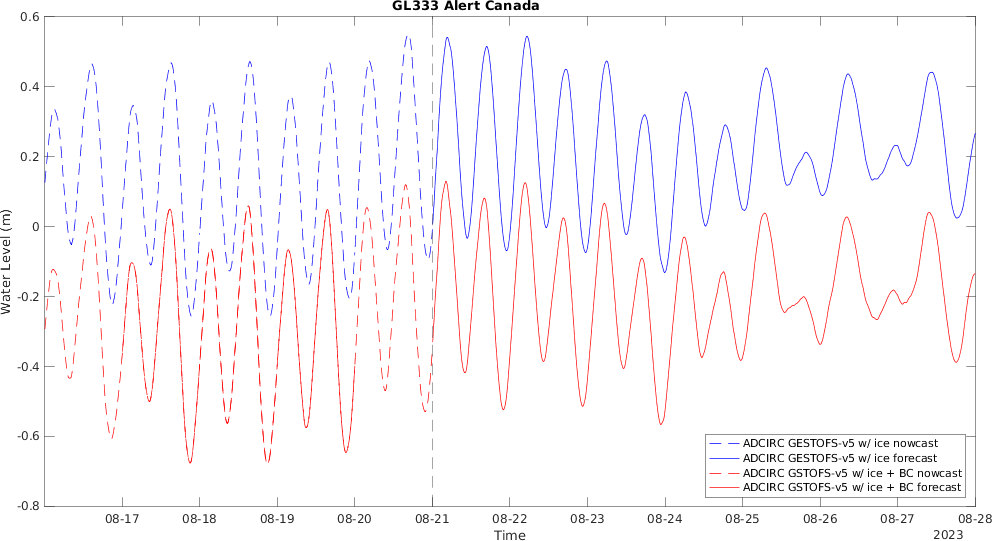 GL333 Alert Canada
0.6
0.4
0.2
0
-0.2
-0.4
-0.6
-0.8
Water Level (m)
08-17 08-18 08-19 08-20 08-21 08-22 08-23 08-24 08-25 08-26 08-27 08-28
Time
2023
ADCIRC GESTOFS-v5 w/ ice nowcast
ADCIRC GESTOFS-v5 w/ ice forecast
ADCIRC GSTOFS-v5 w/ ice + BC nowcast
ADCIRC GSTOFS-v5 w/ ice + BC forecast